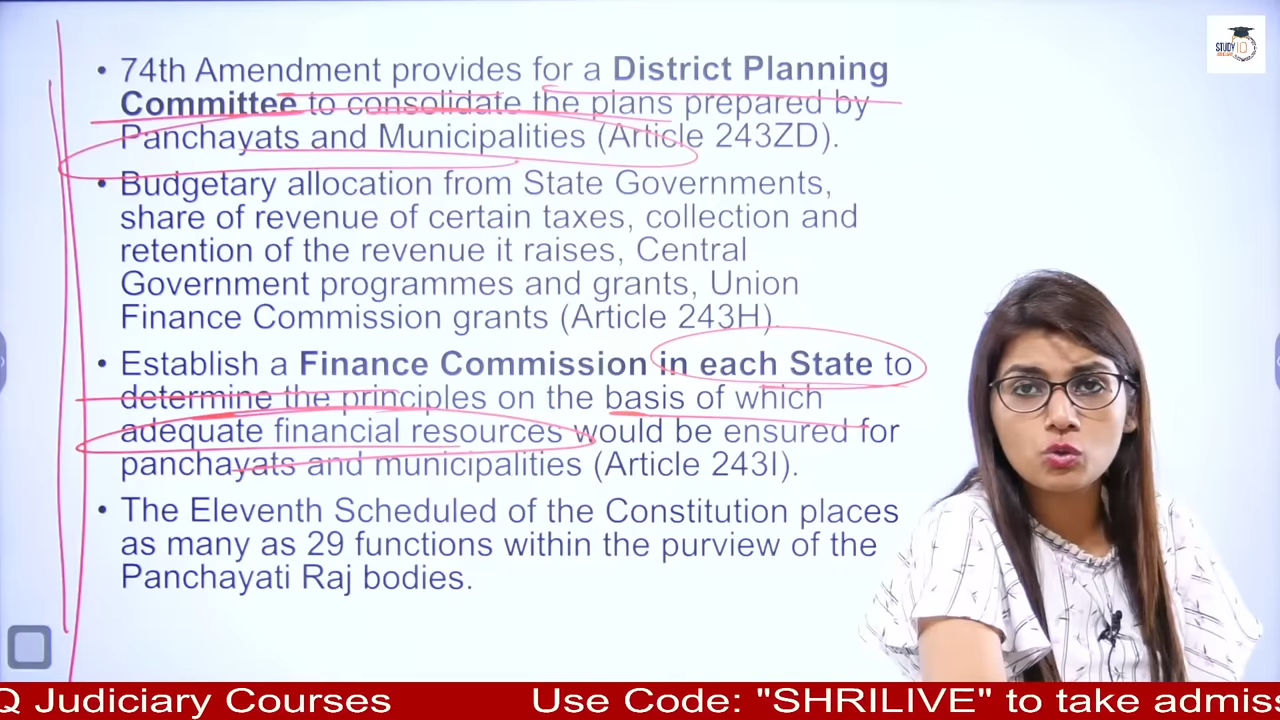 STUDY IQ
• 74th Amendment provides for a District Planning
Committee to consolidate the plans prepared by
Panchayats and Municipalities (Article 243ZD).
• Budgetary allocation from State Governments,
share of revenue of certain taxes, collection and
retention of the revenue it raises, Central
Government programmes and grants, Union
Finance Commission grants (Article 243H).
• Establish a Finance Commission in each State to
determine the principles on the basis of which
adequate financial resources would be ensured for
panchayats and municipalities (Article 243I).
• The Eleventh Scheduled of the Constitution places
as many as 29 functions within the purview of the
Panchayati Raj bodies.
Q Judiciary Courses Use Code: "SHRILIVE" to take admiss